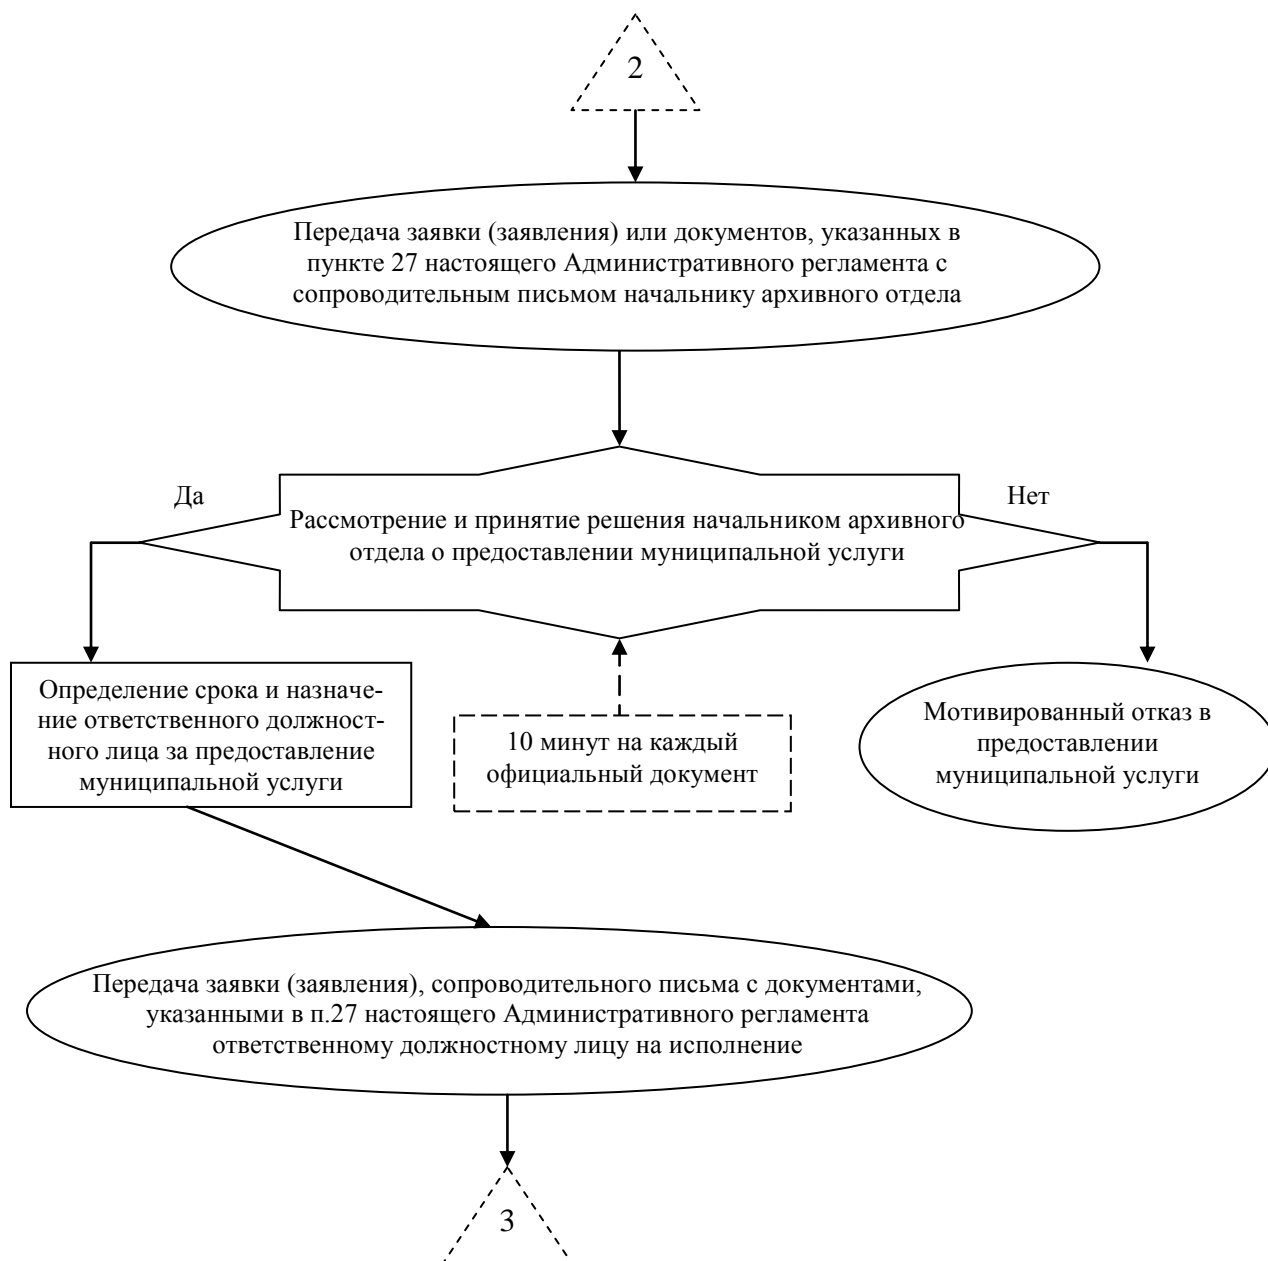 2
Передача заявки (заявления) или документов, указанных в
пункте 27 настоящего Административного регламента с
сопроводительным письмом начальнику архивного отдела
Да
Нет
Рассмотрение и принятие решения начальником архивного
отдела о предоставлении муниципальной услуги
Определение срока и назначе-
ние ответственного должност-
ного лица за предоставление
муниципальной услуги
10 минут на каждый
официальный документ
Мотивированный отказ в
предоставлении
муниципальной услуги
Передача заявки (заявления), сопроводительного письма с документами,
указанными в п.27 настоящего Административного регламента
ответственному должностному лицу на исполнение
3